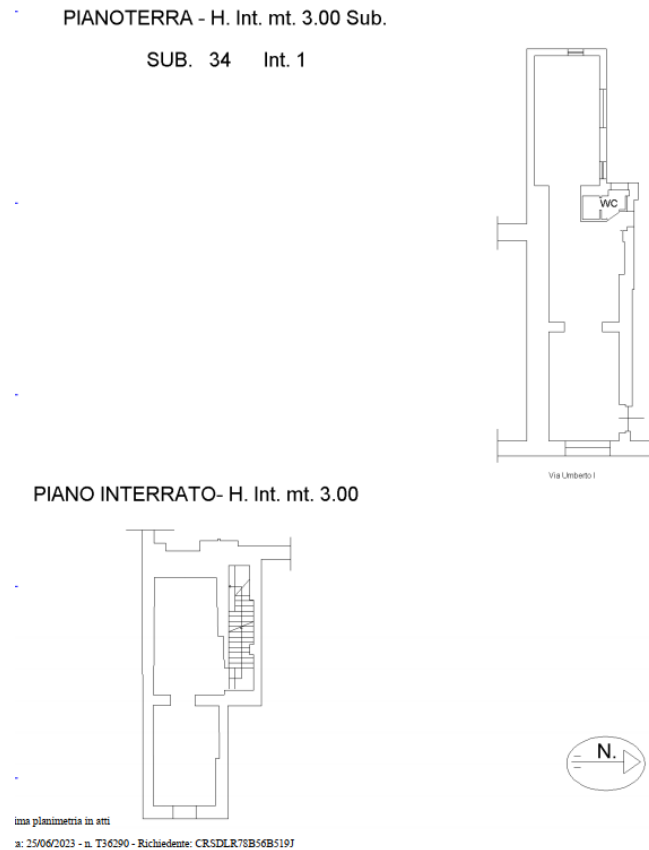 PIANOTERRA - H. Int. mt. 3.00 Sub.
SUB. 34 Int. 1
WC
Via Umberto I
PIANO INTERRATO- H. Int. mt. 3.00
N.
ima planimetria in atti
a: 25/06/2023 - n. T36290 - Richiedente: CRSDLR78B56B519J